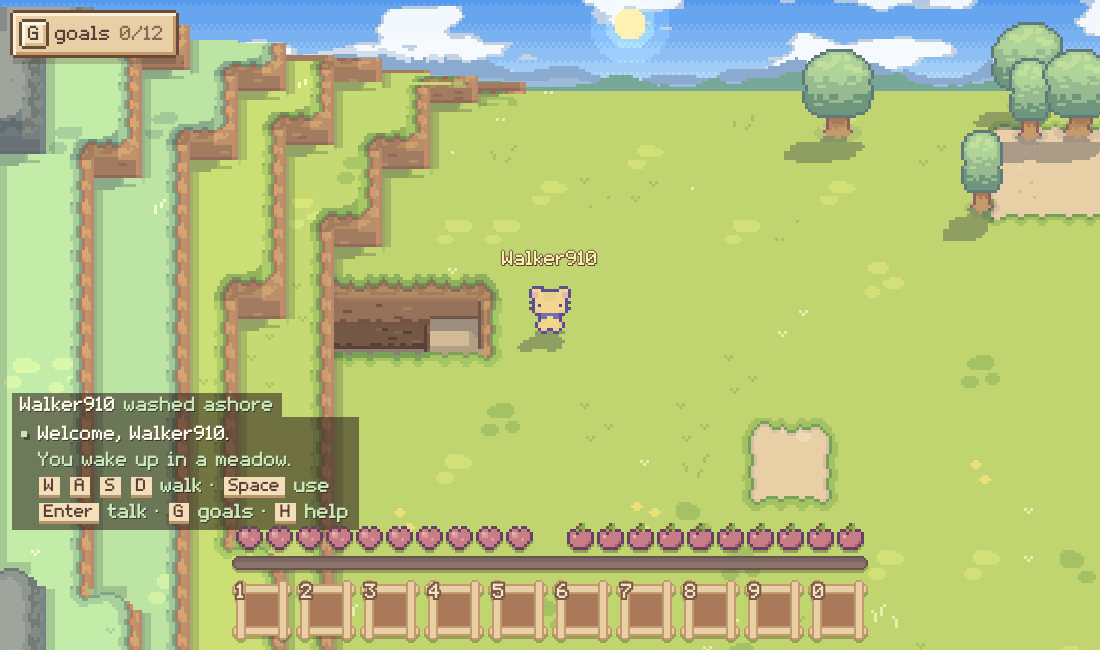 G goals 0/12
Walker910
Walker910 washed ashore
Welcome, Walker910.
You wake up in a meadow.
W A S D walk · Space use
Enter talk · G goals · H help
1 2 3 4 5 6 7 8 9 0